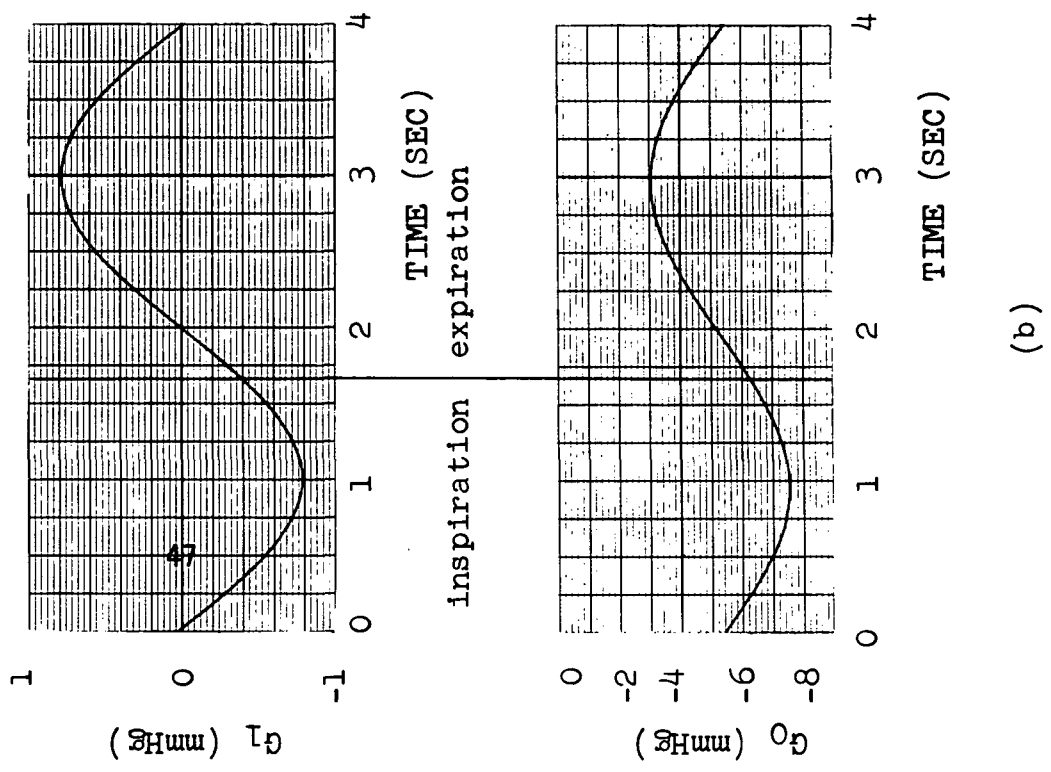 G1 (mmHg)
1
0
-1
47
0 1 2 3 4
TIME (SEC)
inspiration expiration
G0 (mmHg)
0
-2
-4
-6
-8
0 1 2 3 4
TIME (SEC)
(b)